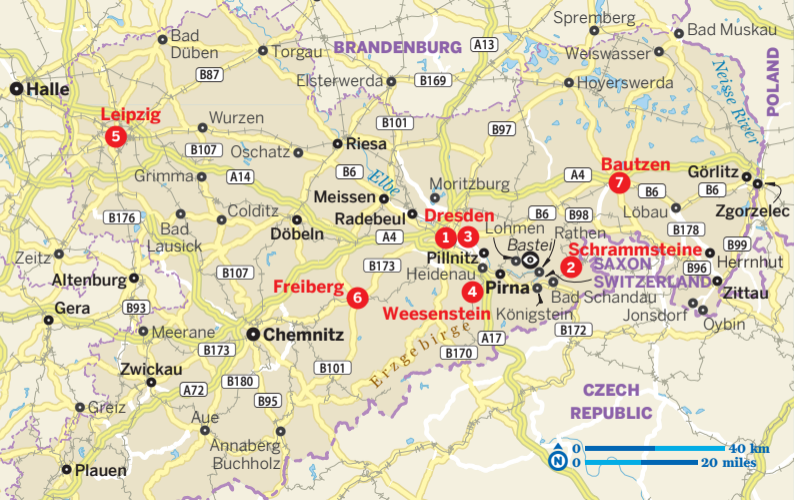 Spremberg
Bad
Düben
Torgau
BRANDENBURG
A13
Bad Muskau
Weisswasser
B87
Elsterwerda
B169
Hoyerswerda
Halle
Neisse River
POLAND
Leipzig
5
Wurzen
B101
B97
B107
Oschatz
Riesa
Grimma
A14
B6
Elbe
Moritzburg
Bautzen
7
A4
B6
B6
Görlitz
Meissen
Radebeul
Dresden
1
3
Lohmen
B6
B98
Löbau
Zgorzelec
B176
Bad
Lausick
Colditz
Döbeln
A4
Bastei
Rathen
B178
Zeitz
Altenburg
B107
B173
Pillnitz
Heidenau
Pirna
Schrammsteine
2
SAXON
SWITZERLAND
B99
B96
Herrnhut
Zittau
Freiberg
6
4
Weesenstein
Königstein
Bad Schandau
Jonsdorf
Oybin
Gera
B93
Meerane
Chemnitz
B173
Erzgebirge
A17
B172
B170
Zwickau
A72
B180
B101
B95
CZECH
REPUBLIC
Greiz
Aue
Annaberg
Buchholz
Plauen
N
0
40 km
0
20 miles